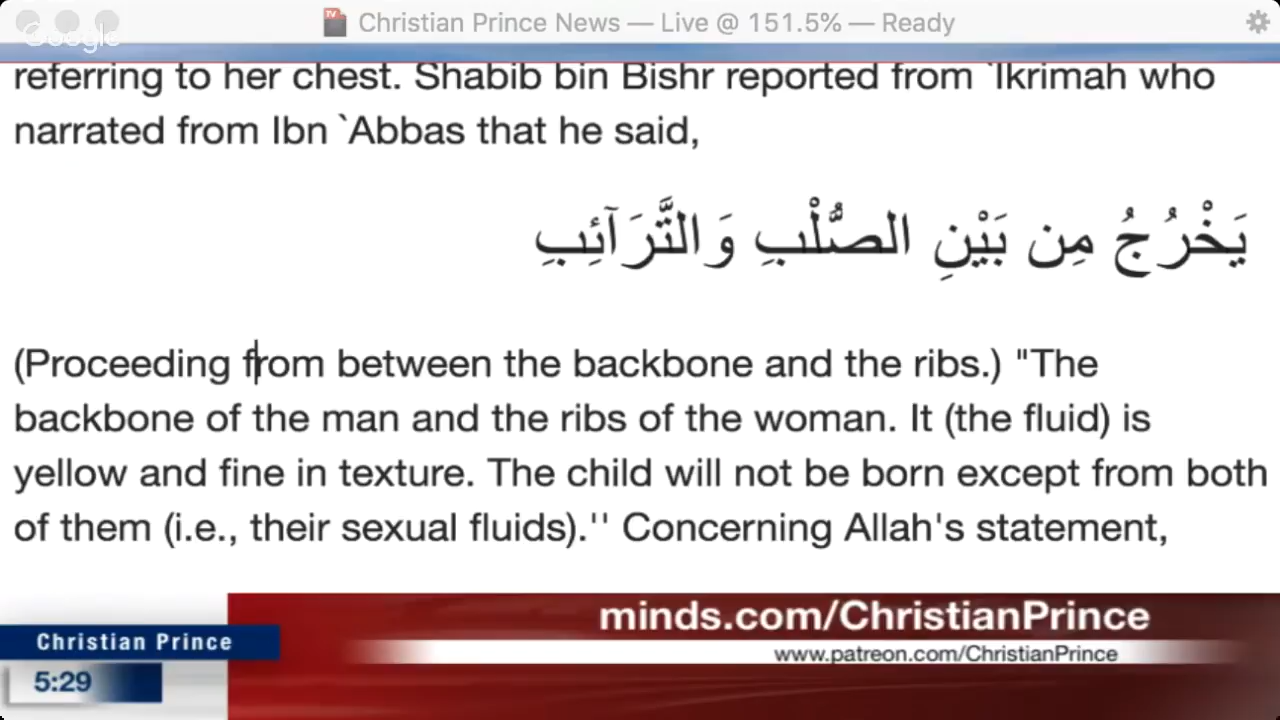 Christian Prince News — Live @ 151.5% — Ready
Google
referring to her chest. Shabib bin Bishr reported from `Ikrimah who
narrated from Ibn `Abbas that he said,
يَخْرُجُ مِن بَيْنِ الصُّلْبِ وَالتَّرَآئِبِ
(Proceeding from between the backbone and the ribs.) "The
backbone of the man and the ribs of the woman. It (the fluid) is
yellow and fine in texture. The child will not be born except from both
of them (i.e., their sexual fluids).'' Concerning Allah's statement,
minds.com/ChristianPrince
Christian Prince
www.patreon.com/ChristianPrince
5:29